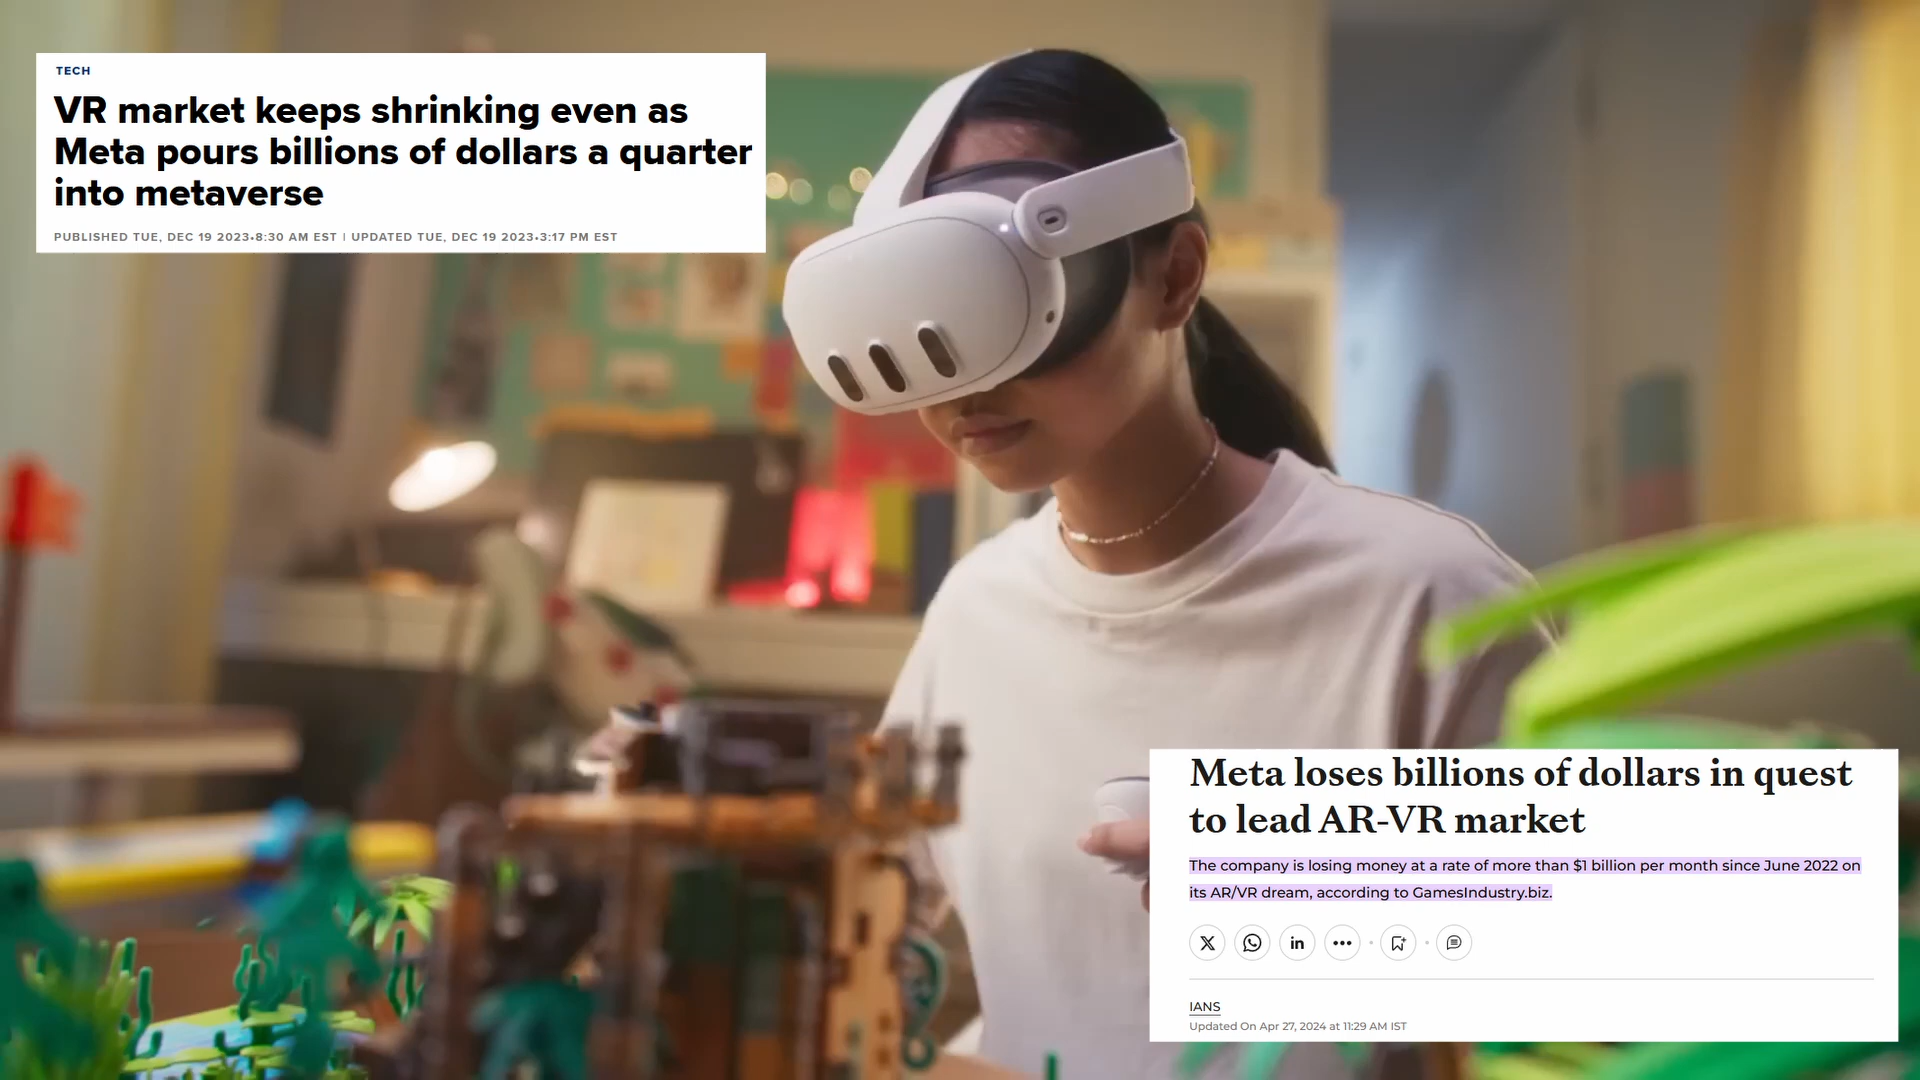 TECH
VR market keeps shrinking even as
Meta pours billions of dollars a quarter
into metaverse
PUBLISHED TUE, DEC 19 2023•8:30 AM EST | UPDATED TUE, DEC 19 2023•3:17 PM EST
Meta loses billions of dollars in quest
to lead AR-VR market
The company is losing money at a rate of more than $1 billion per month since June 2022 on
its AR/VR dream, according to GamesIndustry.biz.
IANS
Updated On Apr 27, 2024 at 11:29 AM IST